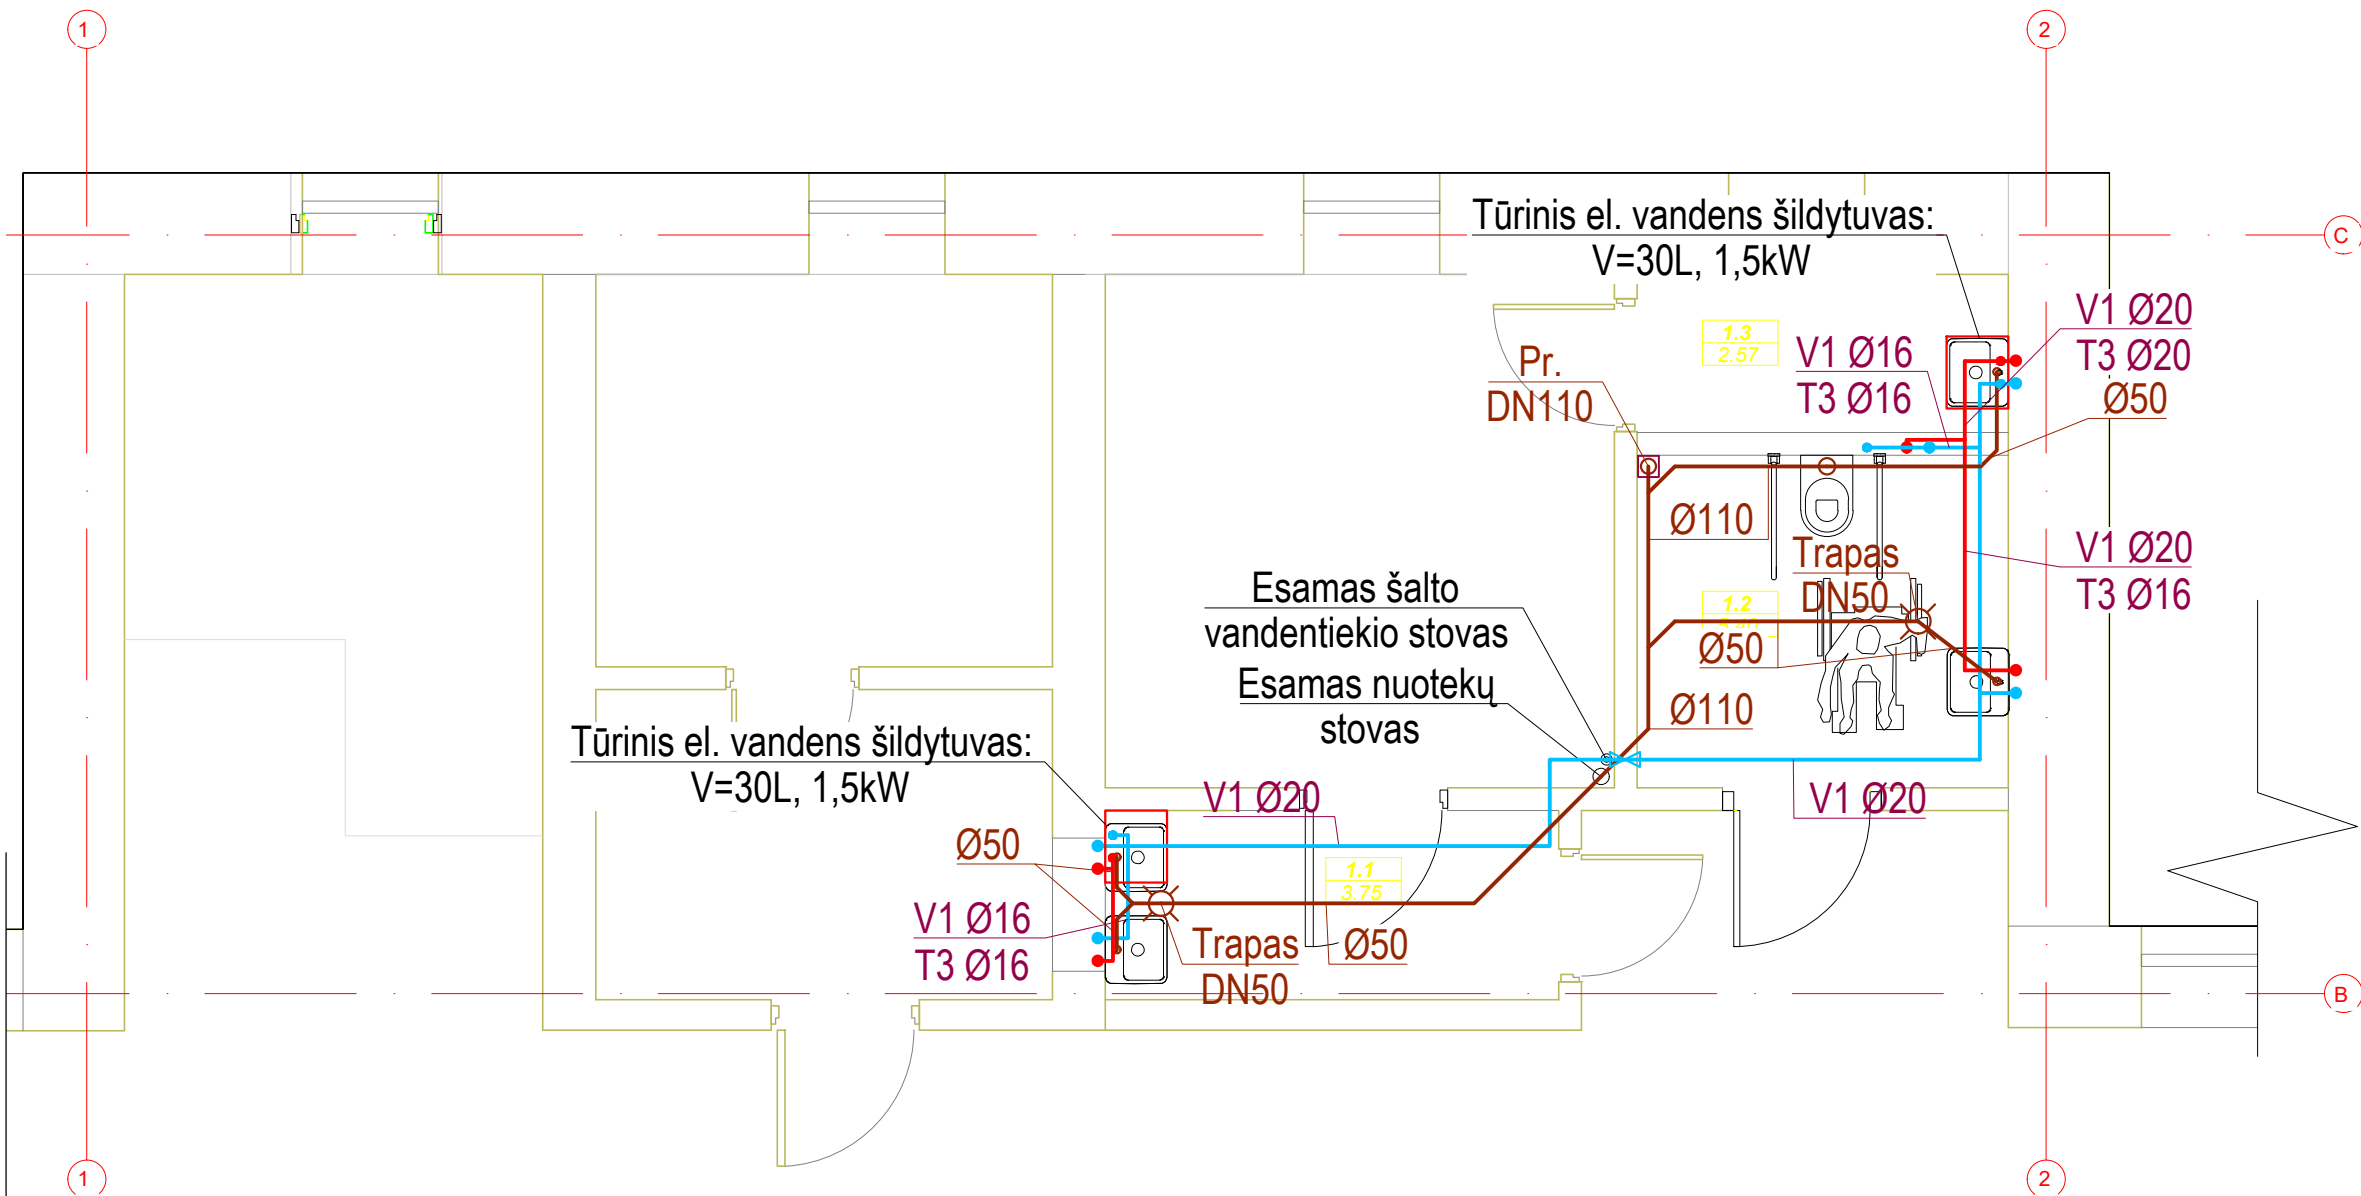 1
2
Tūrinis el. vandens šildytuvas:
V=30L, 1,5kW
C
V1 Ø20
T3 Ø20
Ø50
1.3
2.57
V1 Ø16
T3 Ø16
Pr.
DN110
Ø110
Trapas
DN50
V1 Ø20
T3 Ø16
Esamas šalto
vandentiekio stovas
1.2
Ø50
Esamas nuotekų
stovas
Ø110
Tūrinis el. vandens šildytuvas:
V=30L, 1,5kW
V1 Ø20
V1 Ø20
Ø50
1.1
3.75
V1 Ø16
T3 Ø16
Trapas
DN50
Ø50
B
1
2